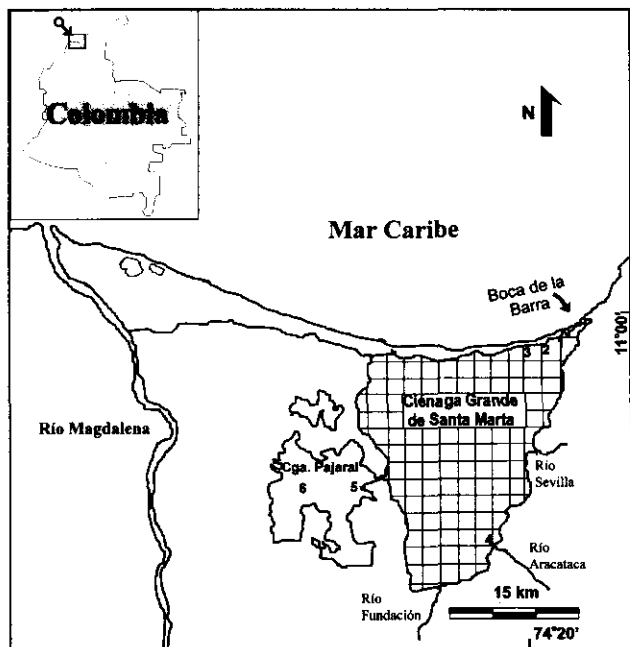 Colombia
N
Mar Caribe
Boca de la
Barra
11°00'
3 2
Ciénaga Grande
de Santa Marta
Río Magdalena
Cga. Pajaral
6 5
Río
Sevilla
4
Río
Aracataca
Río
Fundación
15 km
74°20'